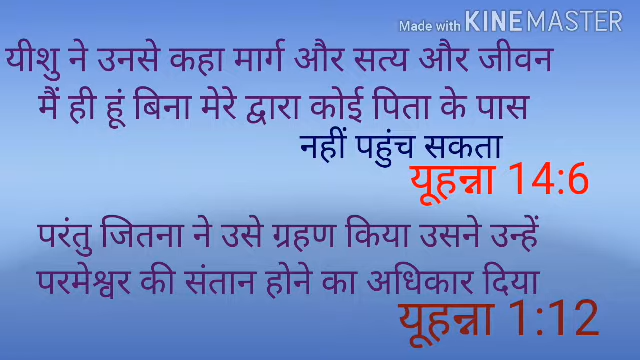 Made with KINEMASTER
यीशु ने उनसे कहा मार्ग और सत्य और जीवन
मैं ही हूं बिना मेरे द्वारा कोई पिता के पास
नहीं पहुंच सकता
यूहन्ना 14:6
परंतु जितना ने उसे ग्रहण किया उसने उन्हें
परमेश्वर की संतान होने का अधिकार दिया
यूहन्ना 1:12